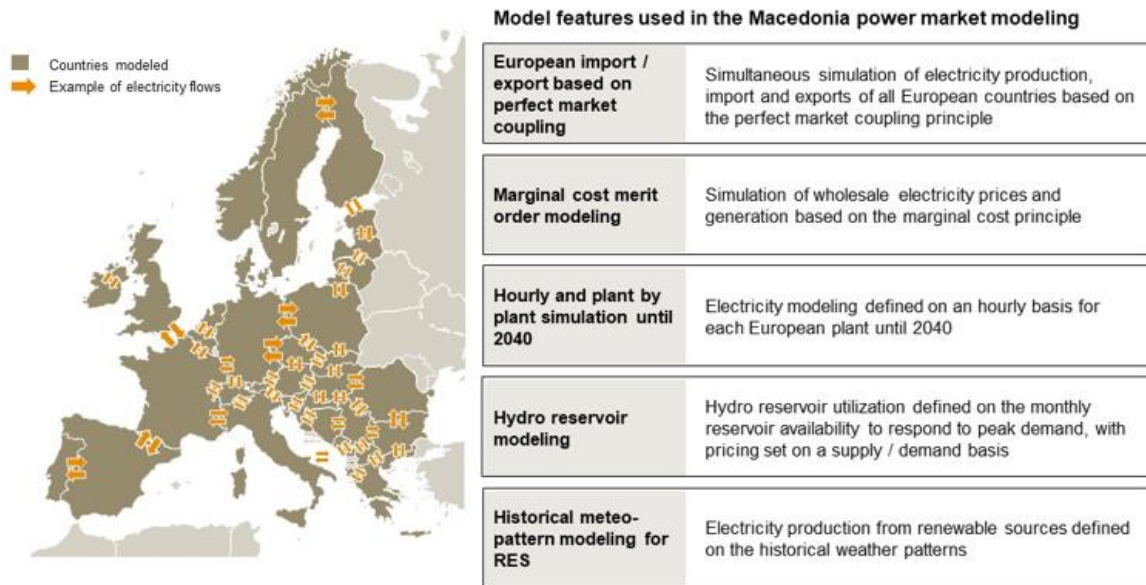 Model features used in the Macedonia power market modeling
Countries modeled
Example of electricity flows
European import /
export based on
perfect market
coupling
Simultaneous simulation of electricity production,
import and exports of all European countries based on
the perfect market coupling principle
Marginal cost merit
order modeling
Simulation of wholesale electricity prices and
generation based on the marginal cost principle
Hourly and plant by
plant simulation until
2040
Electricity modeling defined on an hourly basis for
each European plant until 2040
Hydro reservoir
modeling
Hydro reservoir utilization defined on the monthly
reservoir availability to respond to peak demand, with
pricing set on a supply / demand basis
Historical meteo-
pattern modeling for
RES
Electricity production from renewable sources defined
on the historical weather patterns